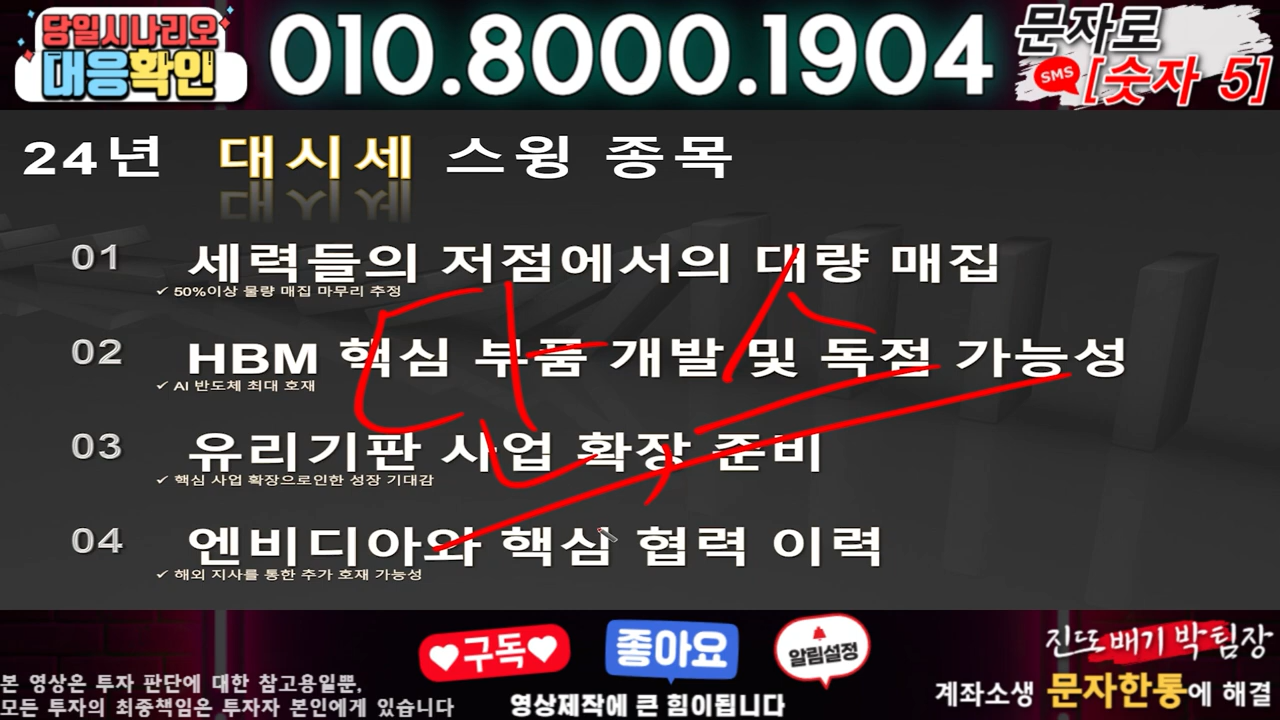 당일시나리오
대응확인
010.8000.1904
문자로
SMS [숫자 5]
24년 대시세 스윙 종목
01 세력들의 저점에서의 대량 매집
✓ 50%이상 물량 매집 마무리 추정
02 HBM 핵심 부품 개발 및 독점 가능성
✓ AI 반도체 최대 호재
03 유리기판 사업 확장 준비
✓ 핵심 사업 확장으로인한 성장 기대감
04 엔비디아와 핵심 협력 이력
✓ 해외 지사를 통한 추가 호재 가능성
단스
구독
좋아요
알림설정
영상제작에 큰 힘이됩니다
본 영상은 투자 판단에 대한 참고용일뿐,
모든 투자의 최종책임은 투자자 본인에게 있습니다
진또배기 박팀장
계좌소생 문자한통에 해결